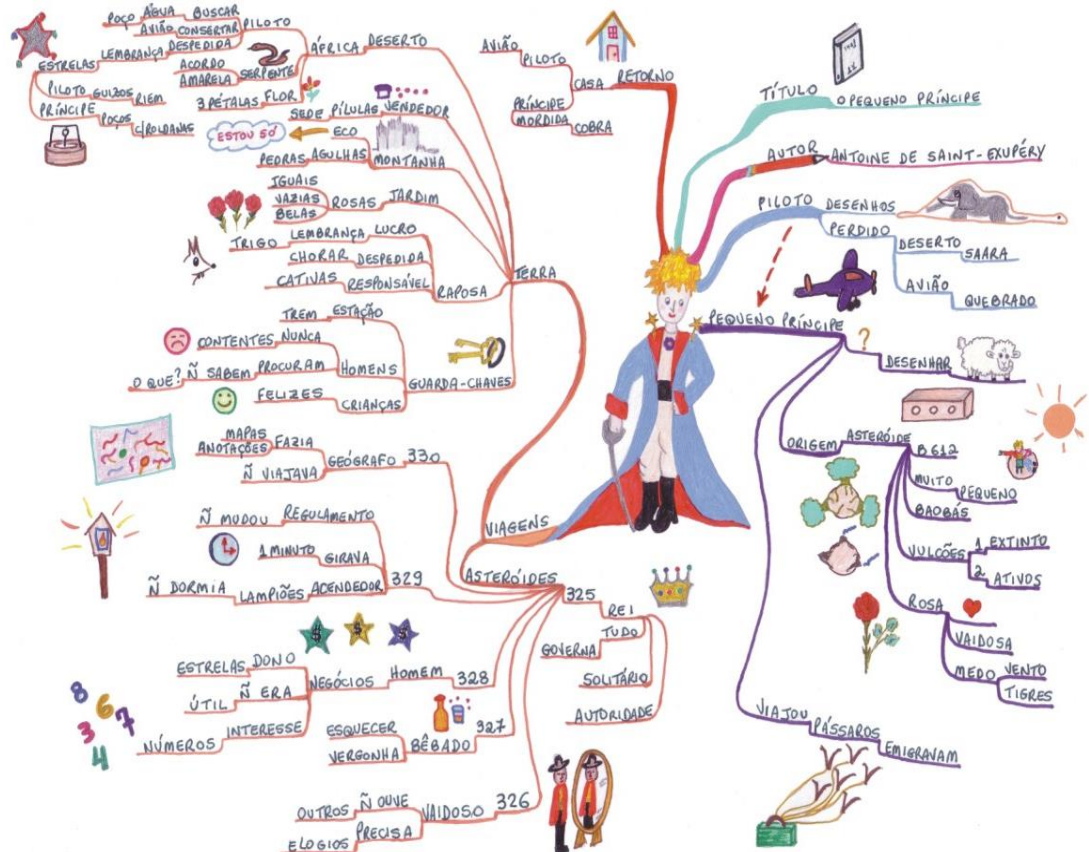 TÍTULO O PEQUENO PRÍNCIPE
AUTOR ANTOINE DE SAINT-EXUPÉRY
PILOTO DESENHOS
PERDIDO
DESERTO
SAARA
AVIÃO
QUEBRADO
PEQUENO PRÍNCIPE
?
DESENHAR
ORIGEM ASTERÓIDE
B612
MUITO
PEQUENO
BAOBÁS
VULCÕES
1 EXTINTO
2 ATIVOS
ROSA
VAIDOSA
MEDO VENTO
TIGRES
VIAJOU PÁSSAROS
EMIGRAVAM
VIAGENS
ASTERÓIDES
325
REI
TUDO
GOVERNA
SOLITÁRIO
AUTORIDADE
OUTROS Ñ OUVE VAIDOSO 326
ELOGIOS PRECISA
ESQUECER BÊBADO 327
VERGONHA
ESTRELAS DONO NEGÓCIOS HOMEM 328
ÚTIL Ñ ERA
NÚMEROS INTERESSE
$ $ $
8 6
3 7
4
Ñ MUDOU REGULAMENTO
1 MINUTO GIRAVA
Ñ DORMIA LAMPIÕES ACENDEDOR 329
MAPAS FAZIA
ANOTAÇÕES
Ñ VIAJAVA GEÓGRAFO 330
TERRA
GUARDA-CHAVES
TREM ESTAÇÃO
CONTENTES NUNCA
HOMENS
O QUE? Ñ SABEM PROCURAM
FELIZES CRIANÇAS
RAPOSA
TRIGO LEMBRANÇA LUCRO
CHORAR DESPEDIDA
CATIVAS RESPONSÁVEL
IGUAIS
VAZIAS ROSAS JARDIM
BELAS
ESTOU SÓ ECO
PEDRAS AGULHAS MONTANHA
SEDE PÍLULAS VENDEDOR
3 PÉTALAS FLOR
ÁFRICA DESERTO
POÇO ÁGUA BUSCAR
AVIÃO CONSERTAR PILOTO
ESTRELAS LEMBRANÇA DESPEDIDA
ACORDO
AMARELA SERPENTE
PILOTO GUIZOS RIEM
PRÍNCIPE POÇOS C/ROLDANAS
AVIÃO PILOTO
CASA RETORNO
PRÍNCIPE
MORDIDA COBRA